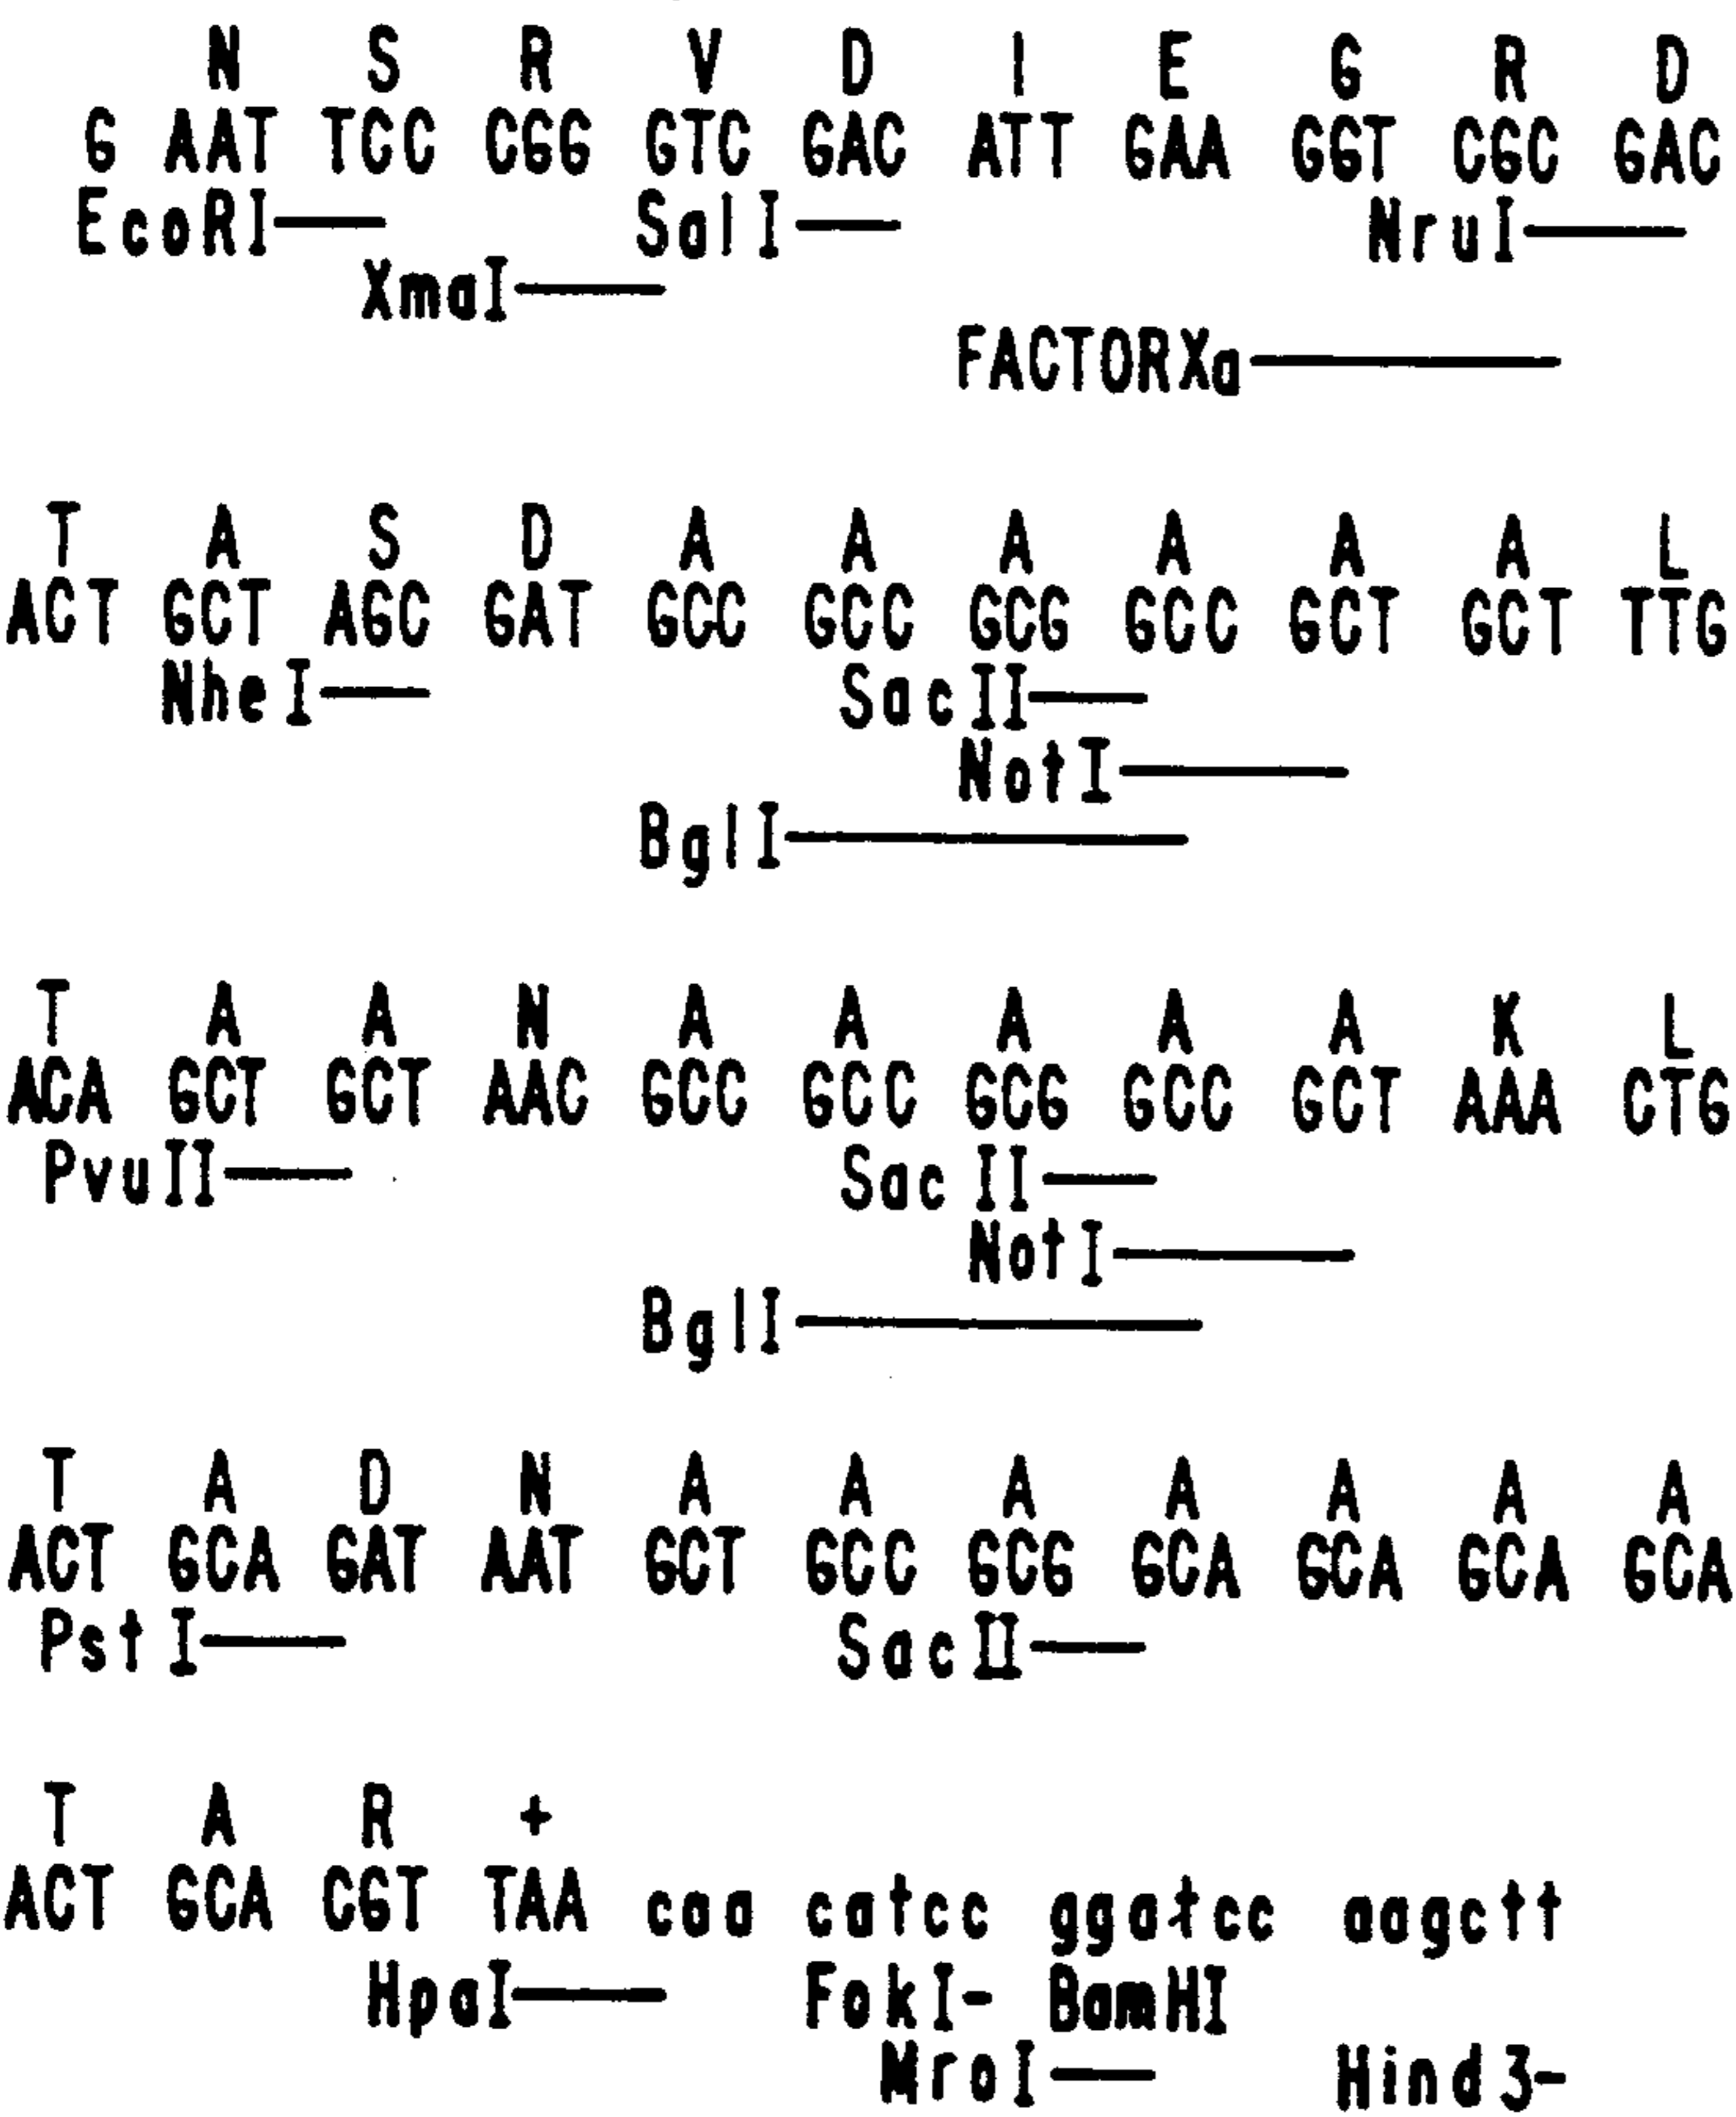 N S R V D I E G R D
G AAT TCC CGG GTC GAC ATT GAA GGT CGC GAC
EcoRI SalI NruI
XmaI
FACTORXa
T A S D A A A A A A L
ACT GCT AGC GAT GCC GCC GCG GCC GCT GCT TTG
NheI SacII
NotI
BglI
T A A N A A A A A K L
ACA GCT GCT AAC GCC GCC GCG GCC GCT AAA CTG
PvuII Sac II
NotI
BglI
T A D N A A A A A A A
ACT GCA GAT AAT GCT GCC GCG GCA GCA GCA GCA
PstI SacII
T A R +
ACT GCA CGT TAA caa catcc ggatcc aagctt
HpaI FokI- BamHI
MroI Hind3-